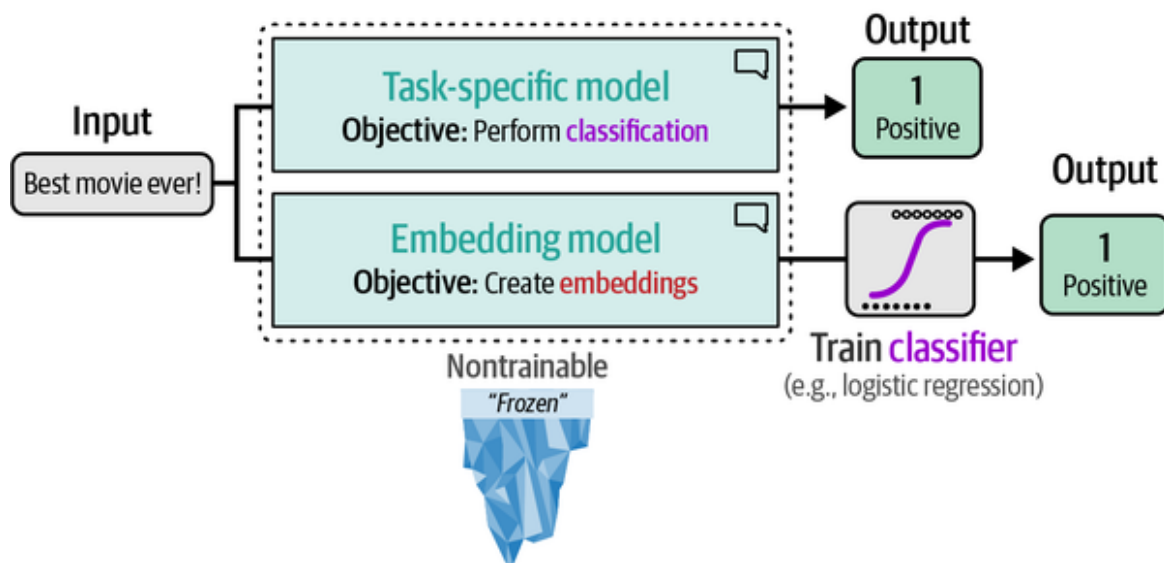 Input
Best movie ever!
Task-specific model
Objective: Perform classification
Output
1
Positive
Embedding model
Objective: Create embeddings
Train classifier
(e.g., logistic regression)
Output
1
Positive
Nontrainable
"Frozen"